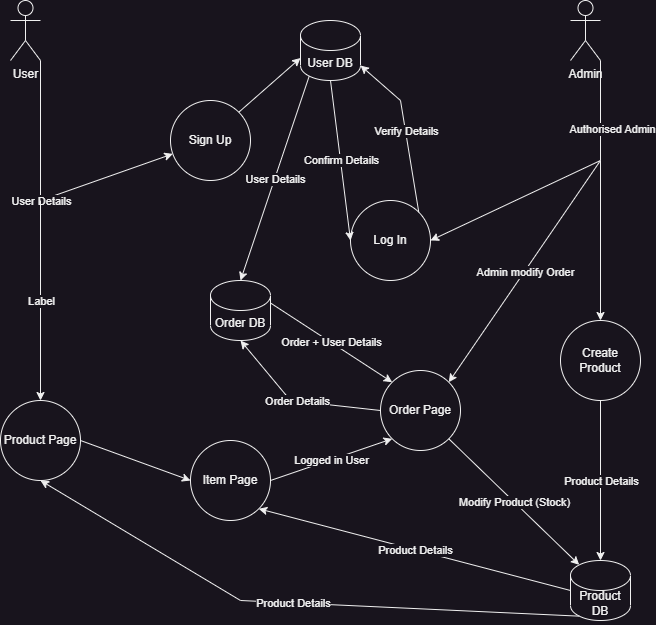 User DB
User
Admin
Authorised Admin
Verify Details
Sign Up
Confirm Details
User Details
User Details
Log In
Admin modify Order
Label
Order DB
Order + User Details
Create
Product
Order Details
Order Page
Product Page
Logged in User
Item Page
Product Details
Modify Product (Stock)
Product Details
Product Details
Product
DB